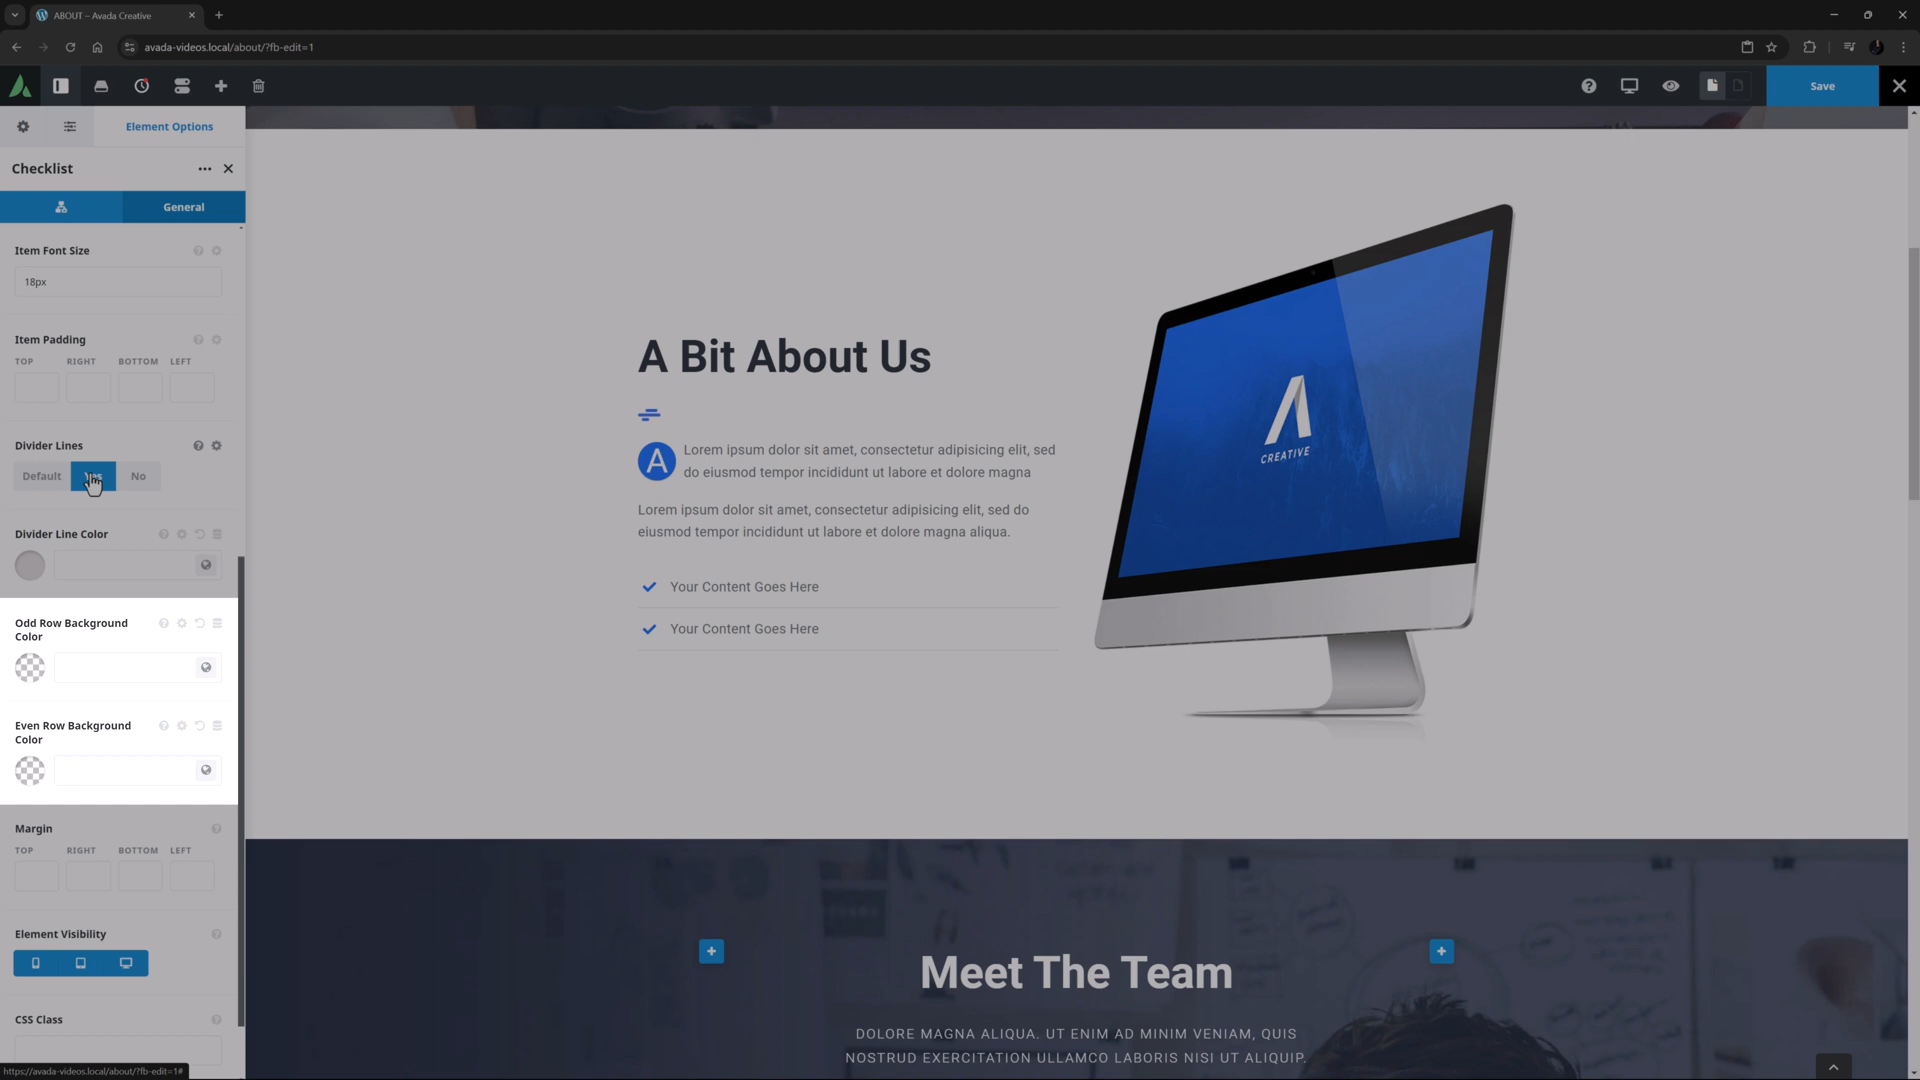 ABOUT – Avada Creative
avada-videos.local/about/?fb-edit=1
Save
Element Options
Checklist
General
Item Font Size
18px
Item Padding
TOP RIGHT BOTTOM LEFT
Divider Lines
Default No
Divider Line Color
Odd Row Background
Color
Even Row Background
Color
Margin
TOP RIGHT BOTTOM LEFT
Element Visibility
CSS Class
https://avada-videos.local/about/?fb-edit=1#
A Bit About Us
A Lorem ipsum dolor sit amet, consectetur adipisicing elit, sed
do eiusmod tempor incididunt ut labore et dolore magna
Lorem ipsum dolor sit amet, consectetur adipisicing elit, sed do
eiusmod tempor incididunt ut labore et dolore magna aliqua.
Your Content Goes Here
Your Content Goes Here
CREATIVE
Meet The Team
DOLORE MAGNA ALIQUA. UT ENIM AD MINIM VENIAM, QUIS
NOSTRUD EXERCITATION ULLAMCO LABORIS NISI UT ALIQUIP.